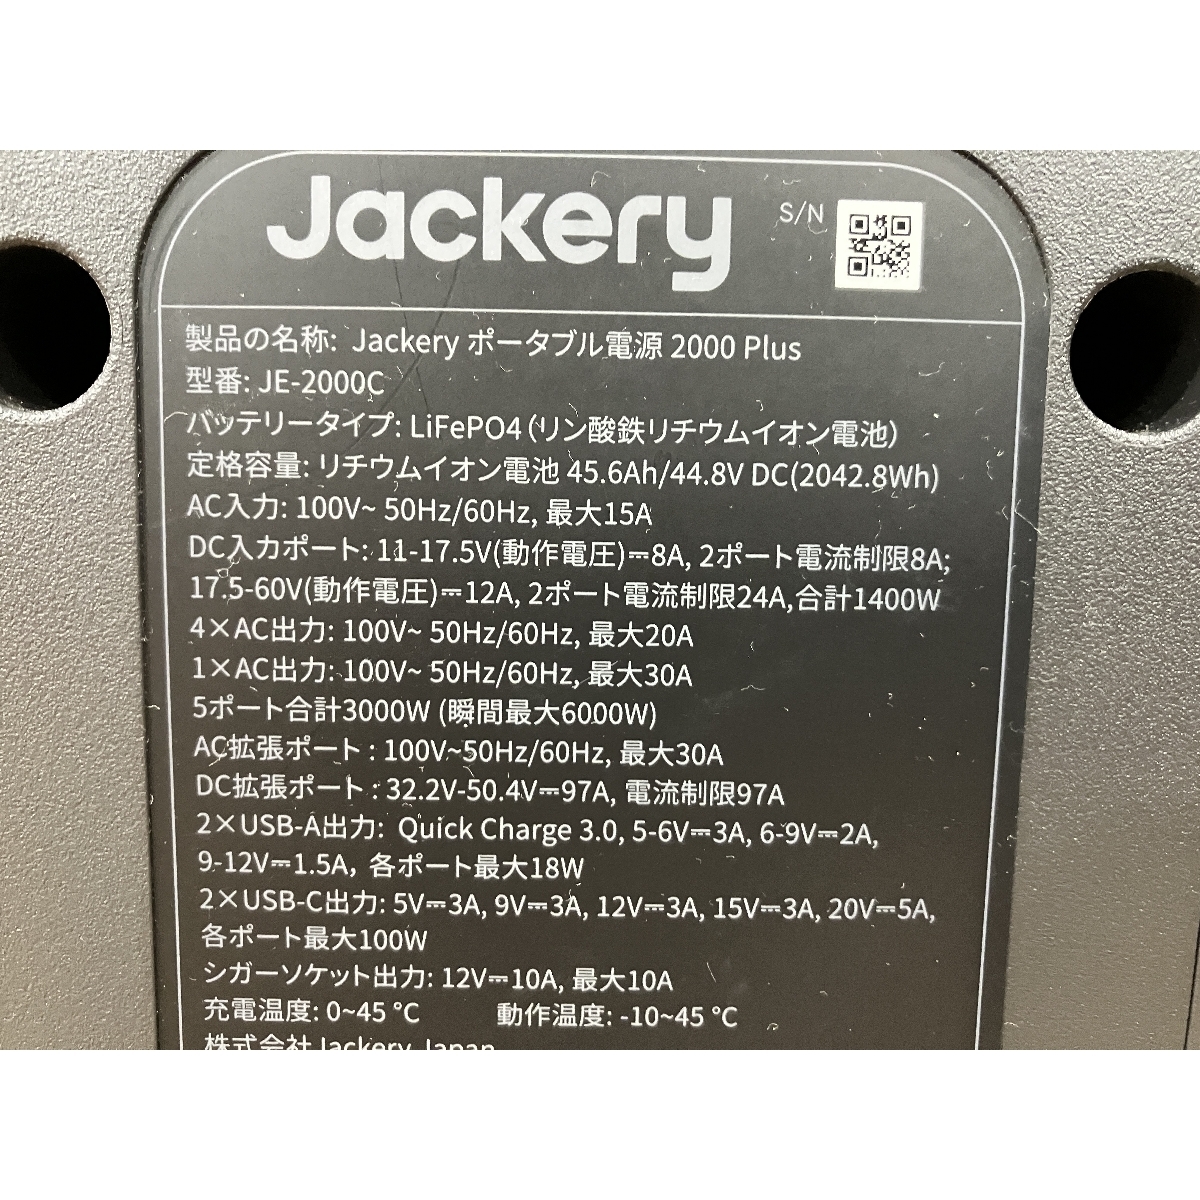 Jackery
S/N
製品の名称: Jackery ポータブル電源 2000 Plus
型番: JE-2000C
バッテリータイプ: LiFePO4（リン酸鉄リチウムイオン電池）
定格容量: リチウムイオン電池 45.6Ah/44.8V DC(2042.8Wh)
AC入力: 100V~ 50Hz/60Hz, 最大15A
DC入力ポート: 11-17.5V(動作電圧)⎓8A, 2ポート電流制限8A;
17.5-60V(動作電圧)⎓12A, 2ポート電流制限24A,合計1400W
4×AC出力: 100V~ 50Hz/60Hz, 最大20A
1×AC出力: 100V~ 50Hz/60Hz, 最大30A
5ポート合計3000W (瞬間最大6000W)
AC拡張ポート : 100V~50Hz/60Hz, 最大30A
DC拡張ポート : 32.2V-50.4V⎓97A, 電流制限97A
2×USB-A出力: Quick Charge 3.0, 5-6V⎓3A, 6-9V⎓2A,
9-12V⎓1.5A, 各ポート最大18W
2×USB-C出力: 5V⎓3A, 9V⎓3A, 12V⎓3A, 15V⎓3A, 20V⎓5A,
各ポート最大100W
シガーソケット出力: 12V⎓10A, 最大10A
充電温度: 0~45 °C 動作温度: -10~45 °C
株式会社Jackery Japan